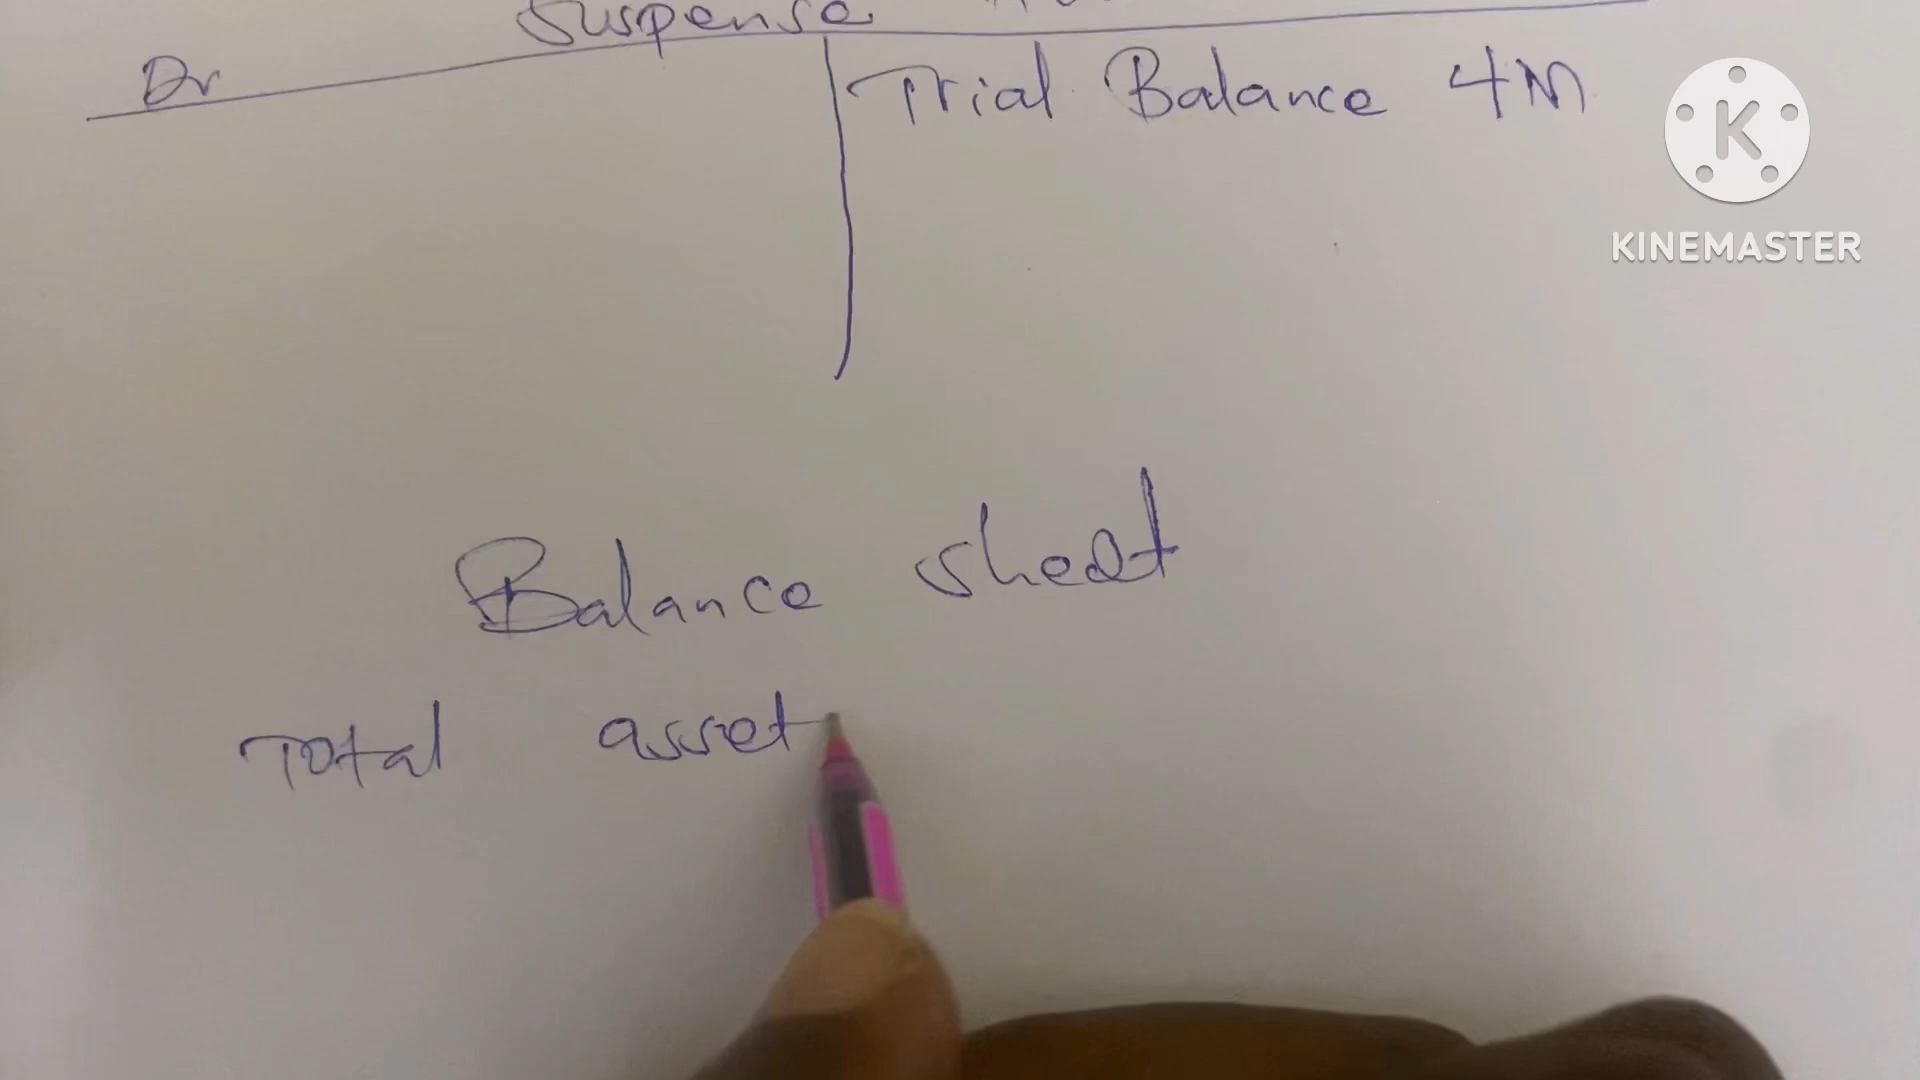 Suspense
Dr
Trial Balance 4M
K
KINEMASTER
Balance sheet
Total asset